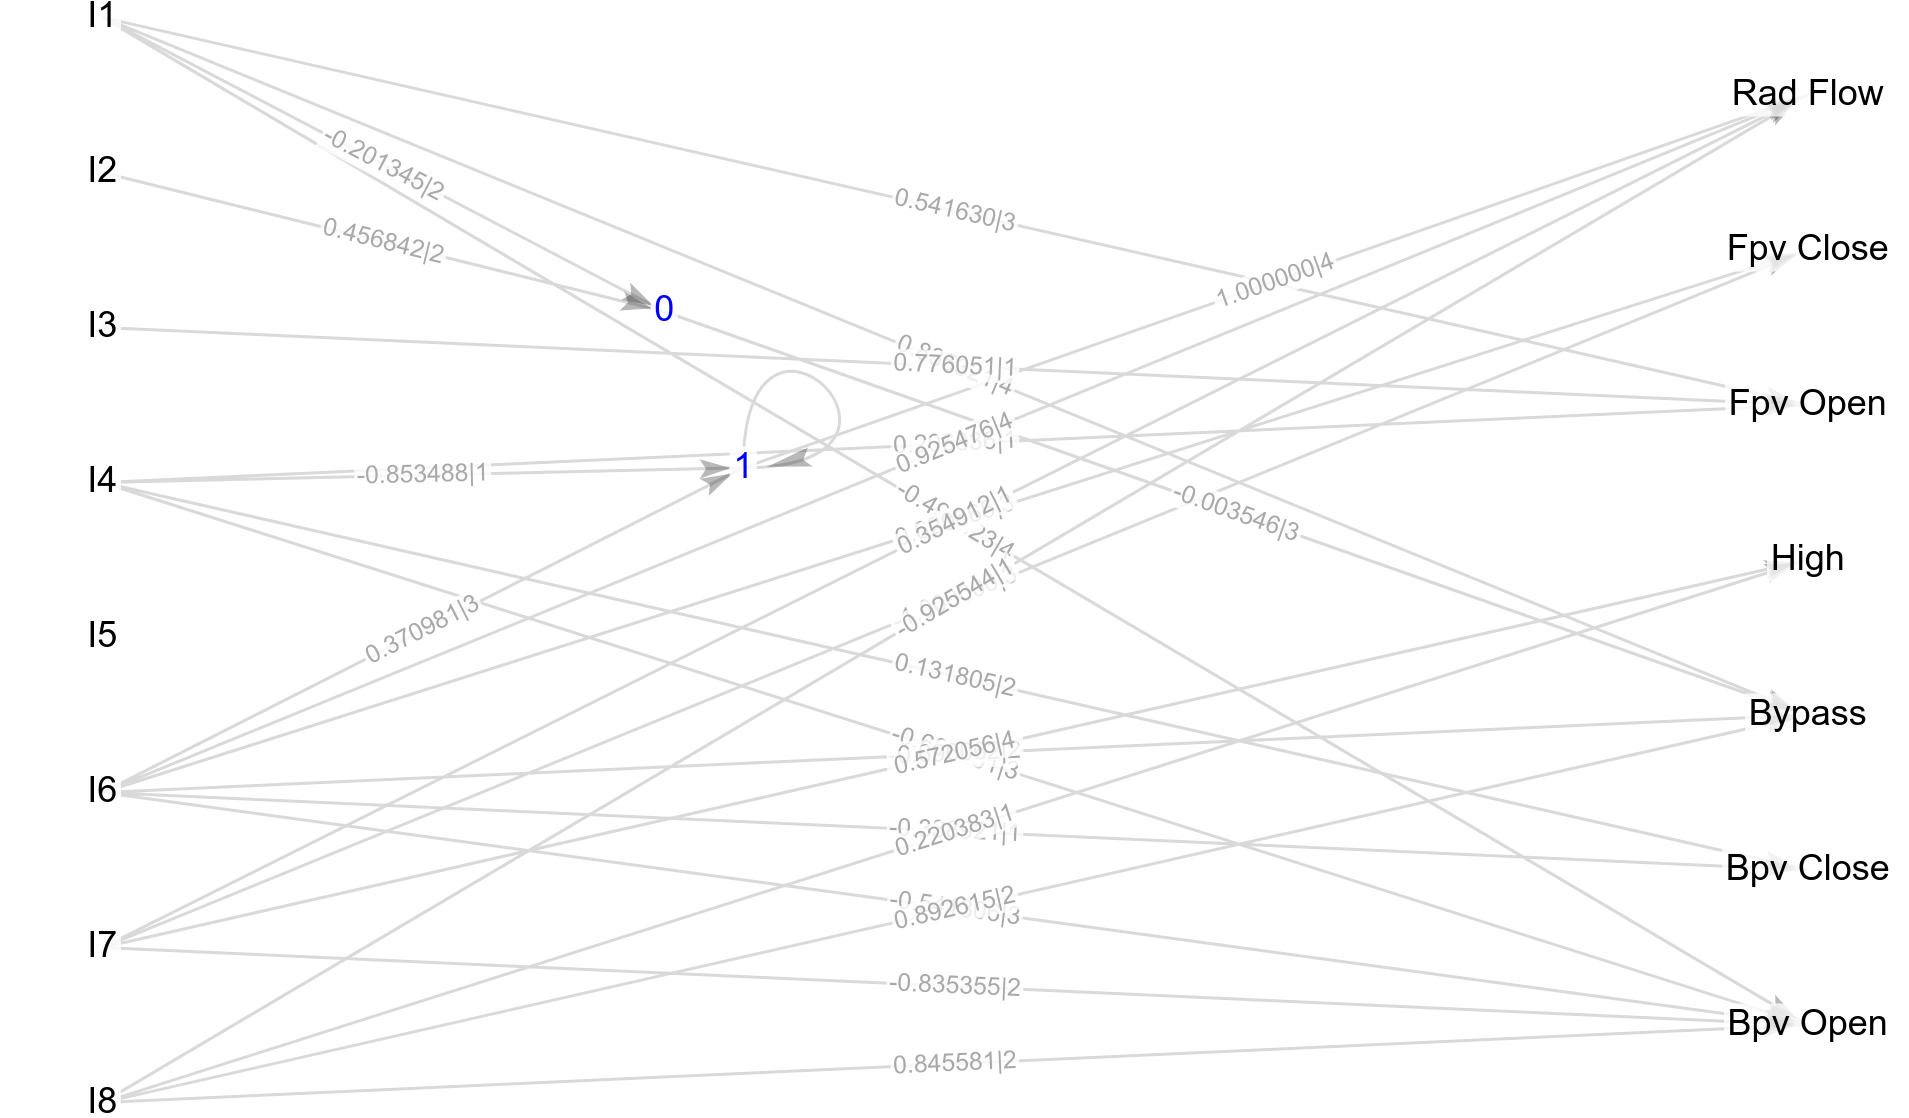 I1
Rad Flow
-0.201345|2
I2
0.541630|3
0.456842|2
Fpv Close
1.000000|4
0
I3
0.776051|1
Fpv Open
0.925476|4
1
-0.853488|1
I4
0.354912|1
-0.003546|3
High
-0.925544|1
0.370981|3
I5
0.131805|2
Bypass
0.572056|4
I6
0.220383|1
Bpv Close
0.892615|2
I7
-0.835355|2
Bpv Open
0.845581|2
I8